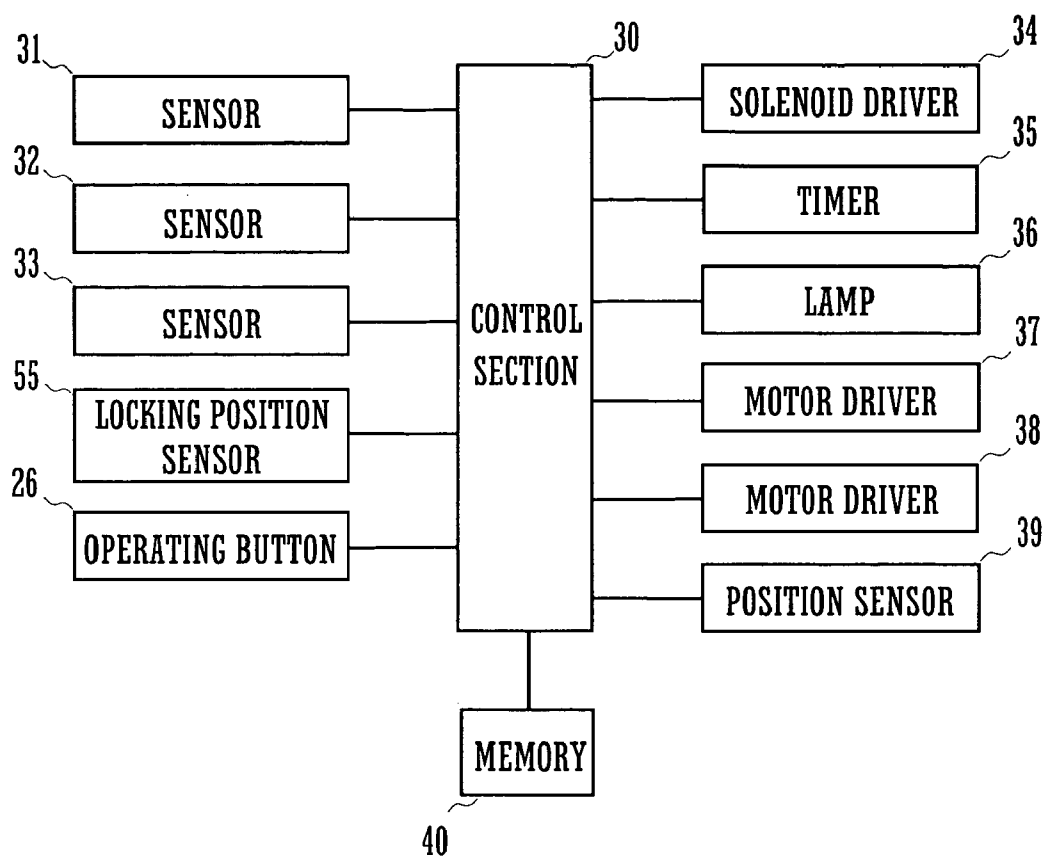 31
SENSOR
32
SENSOR
33
SENSOR
55
LOCKING POSITION
SENSOR
26
OPERATING BUTTON
30
CONTROL
SECTION
34
SOLENOID DRIVER
35
TIMER
36
LAMP
37
MOTOR DRIVER
38
MOTOR DRIVER
39
POSITION SENSOR
MEMORY
40